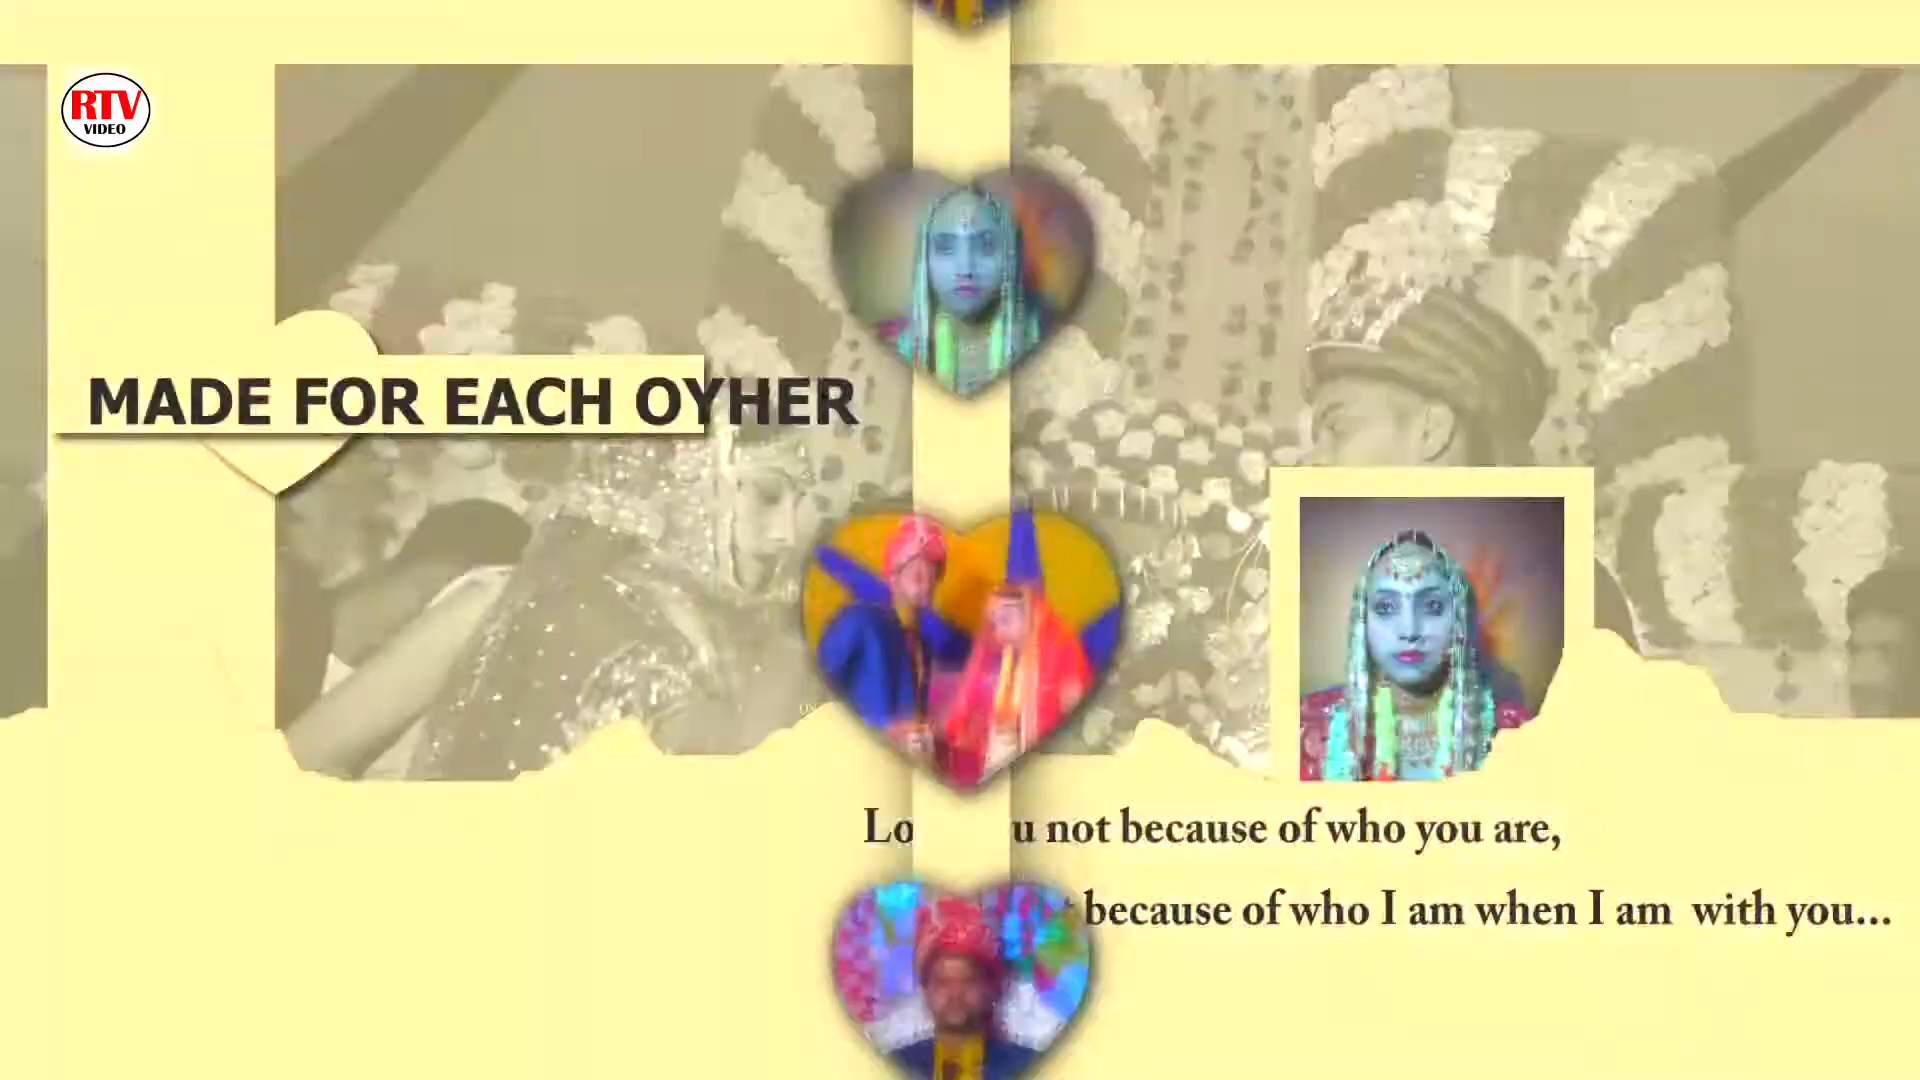 RTV
VIDEO
MADE FOR EACH OYHER
u not because of who you are,
because of who I am when I am with you...